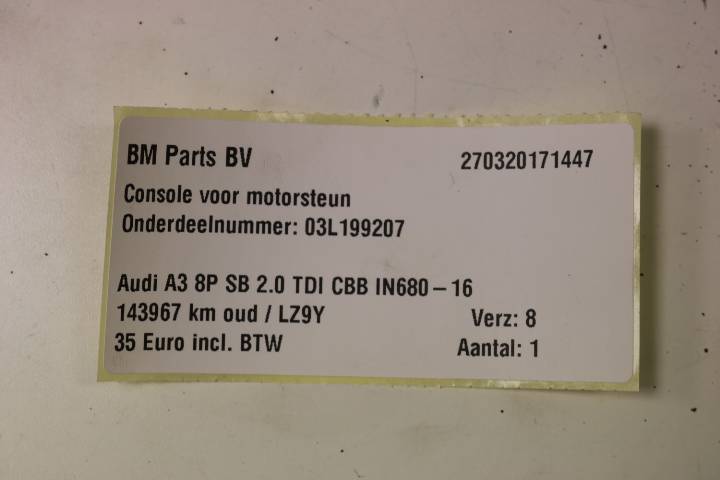 BM Parts BV 270320171447
Console voor motorsteun
Onderdeelnummer: 03L199207
Audi A3 8P SB 2.0 TDI CBB IN680-16
143967 km oud / LZ9Y Verz: 8
35 Euro incl. BTW Aantal: 1